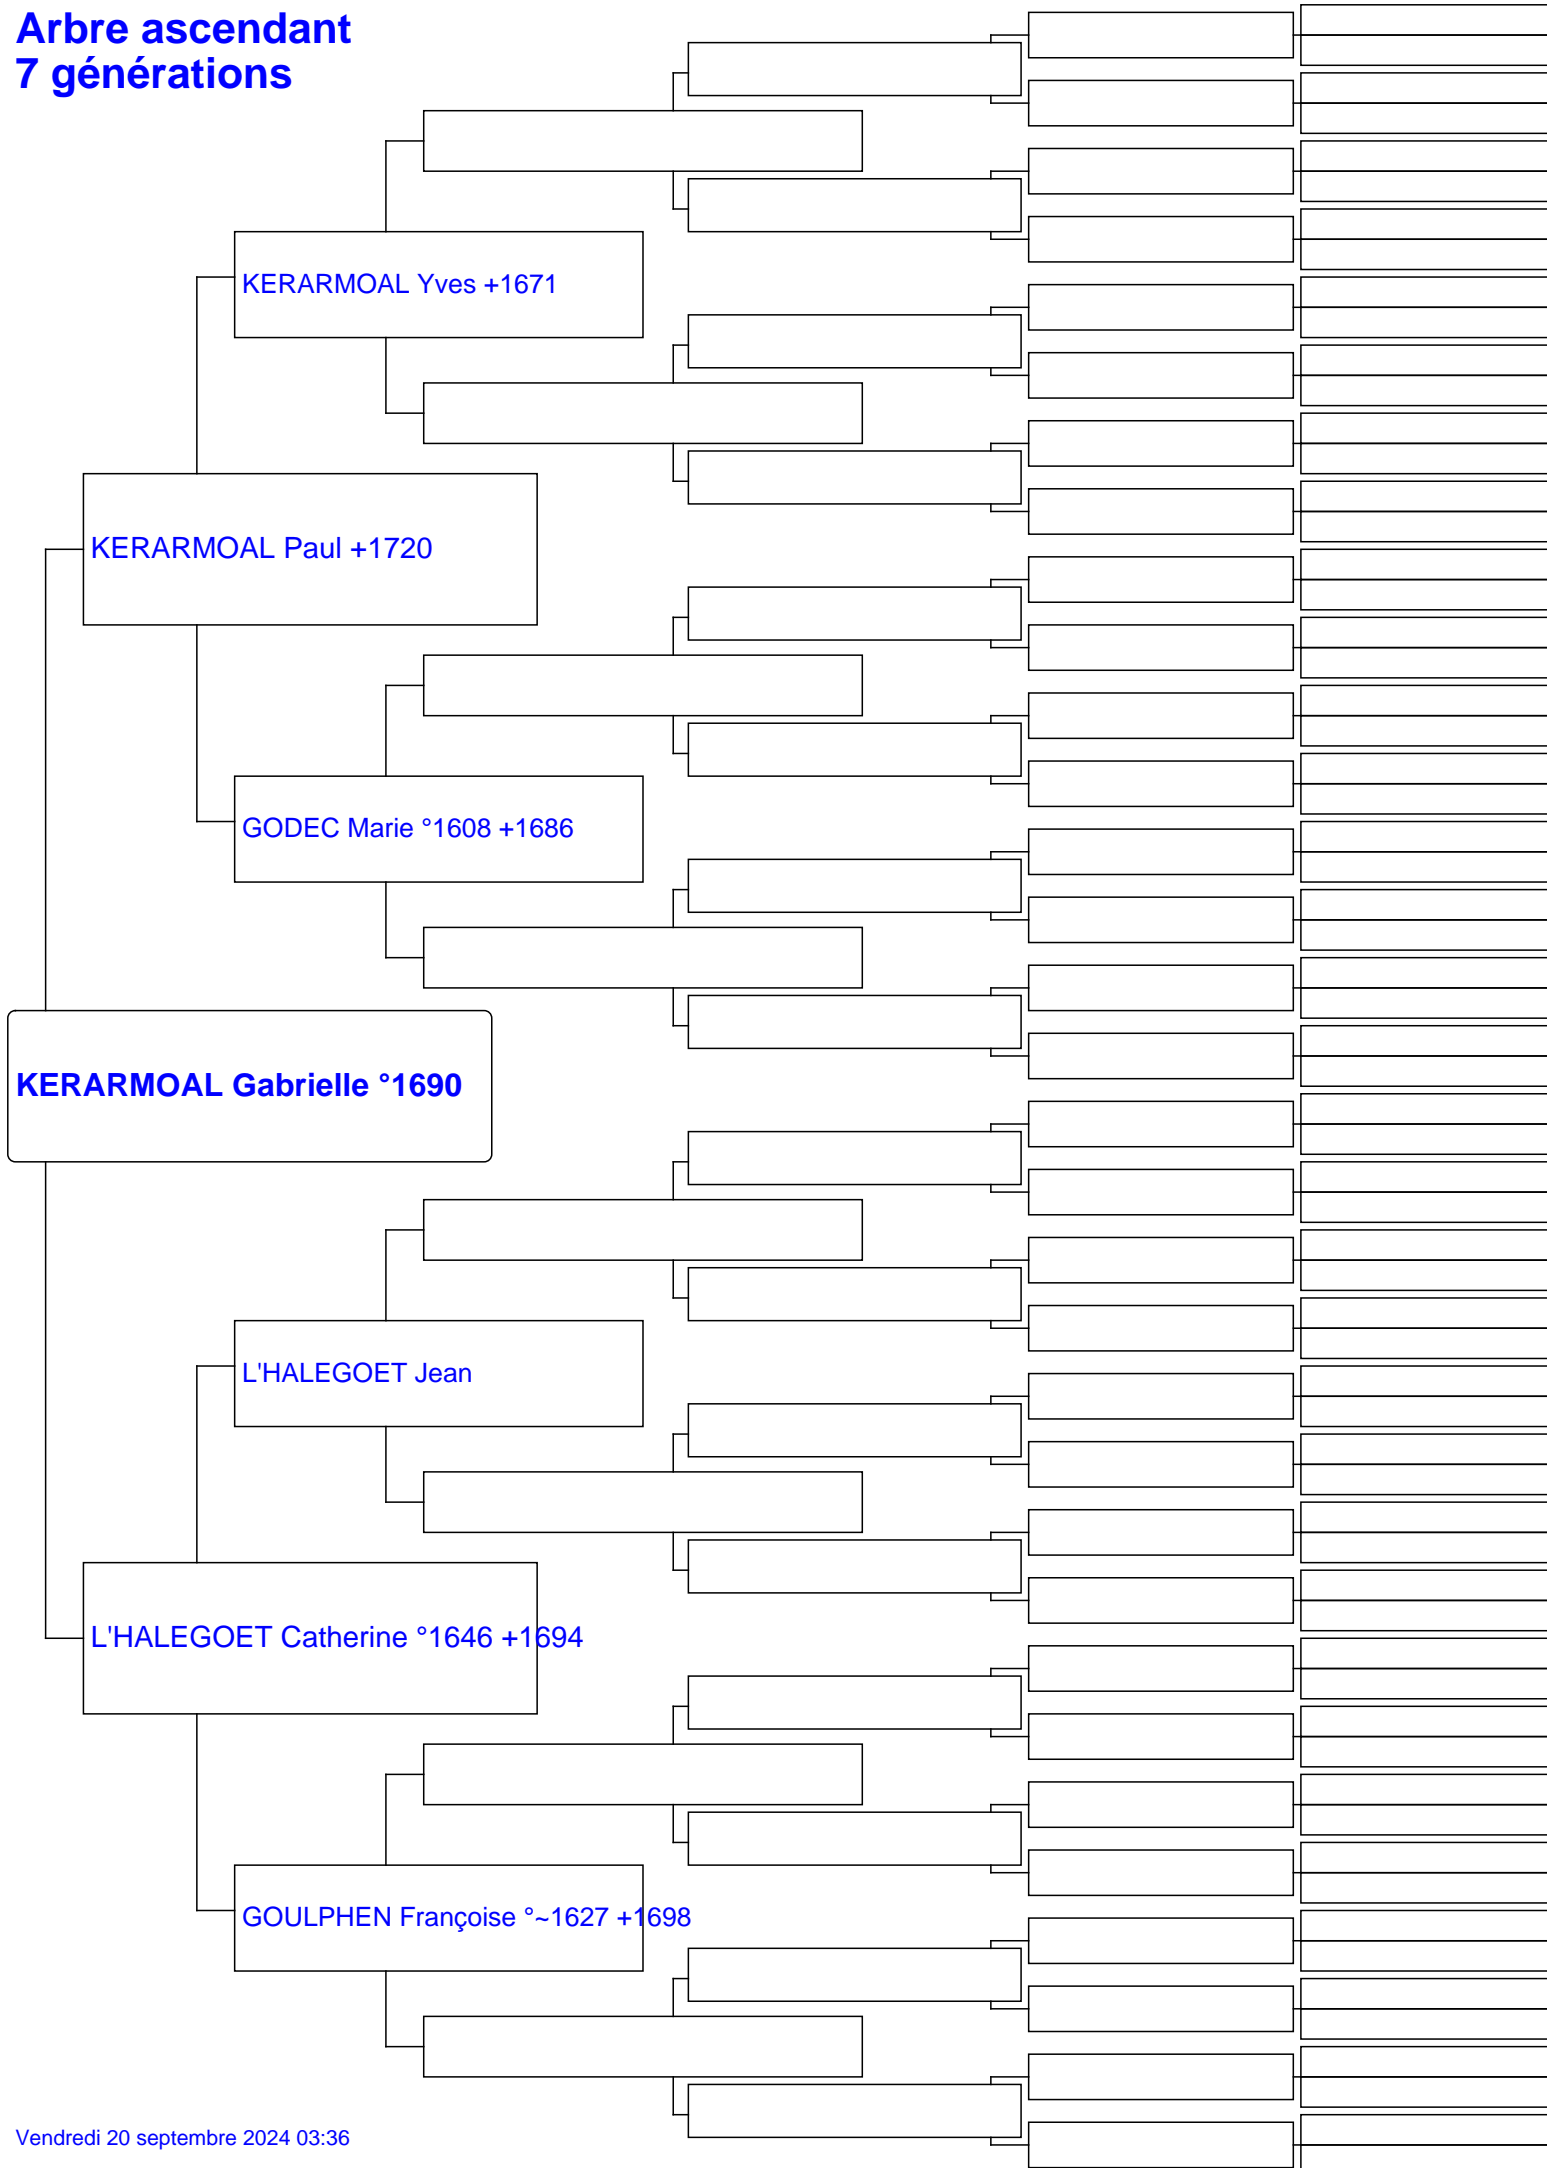 Arbre ascendant
7 générations
KERARMOAL Yves +1671
KERARMOAL Paul +1720
GODEC Marie °1608 +1686
KERARMOAL Gabrielle °1690
L'HALEGOET Jean
L'HALEGOET Catherine °1646 +1694
GOULPHEN Françoise °~1627 +1698
Vendredi 20 septembre 2024 03:36